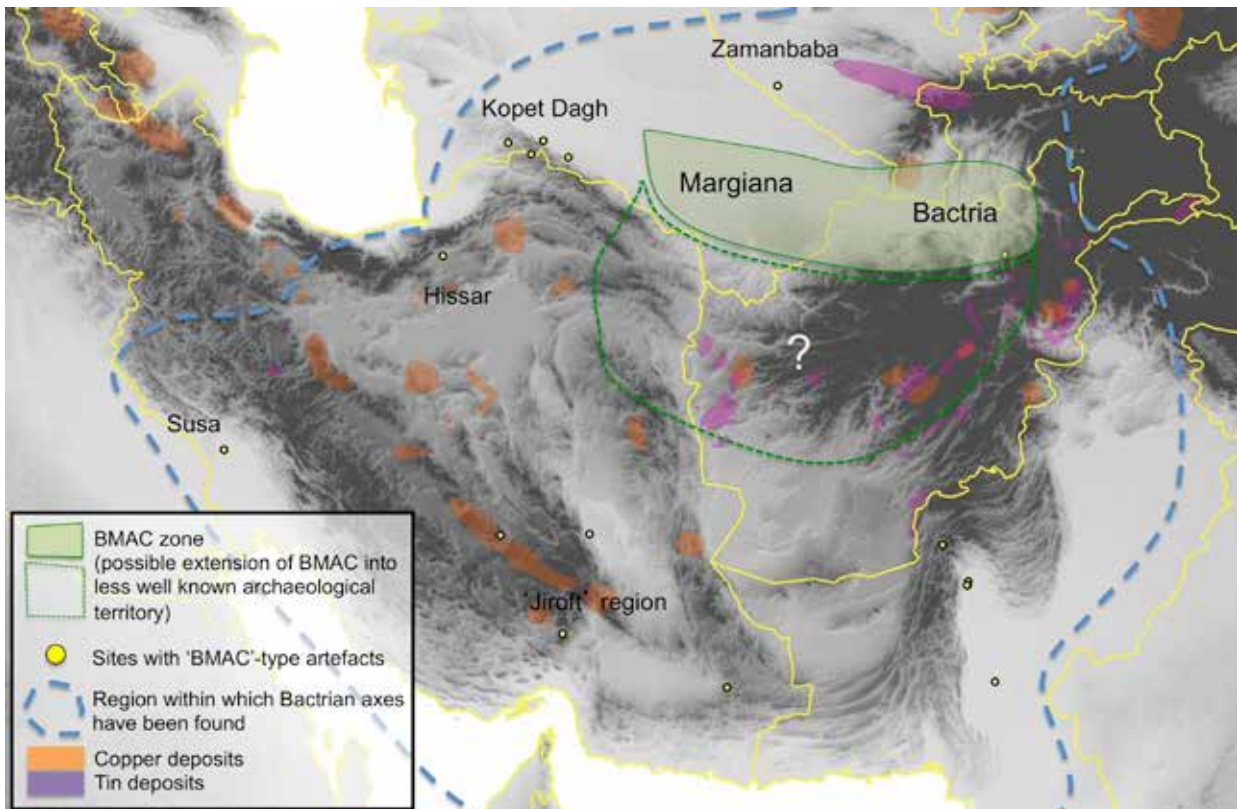 Zamanbaba
Kopet Dagh
Margiana
Bactria
Hissar
?
Susa
'Jiroft' region
BMAC zone
(possible extension of BMAC into
less well known archaeological
territory)
Sites with 'BMAC'-type artefacts
Region within which Bactrian axes
have been found
Copper deposits
Tin deposits